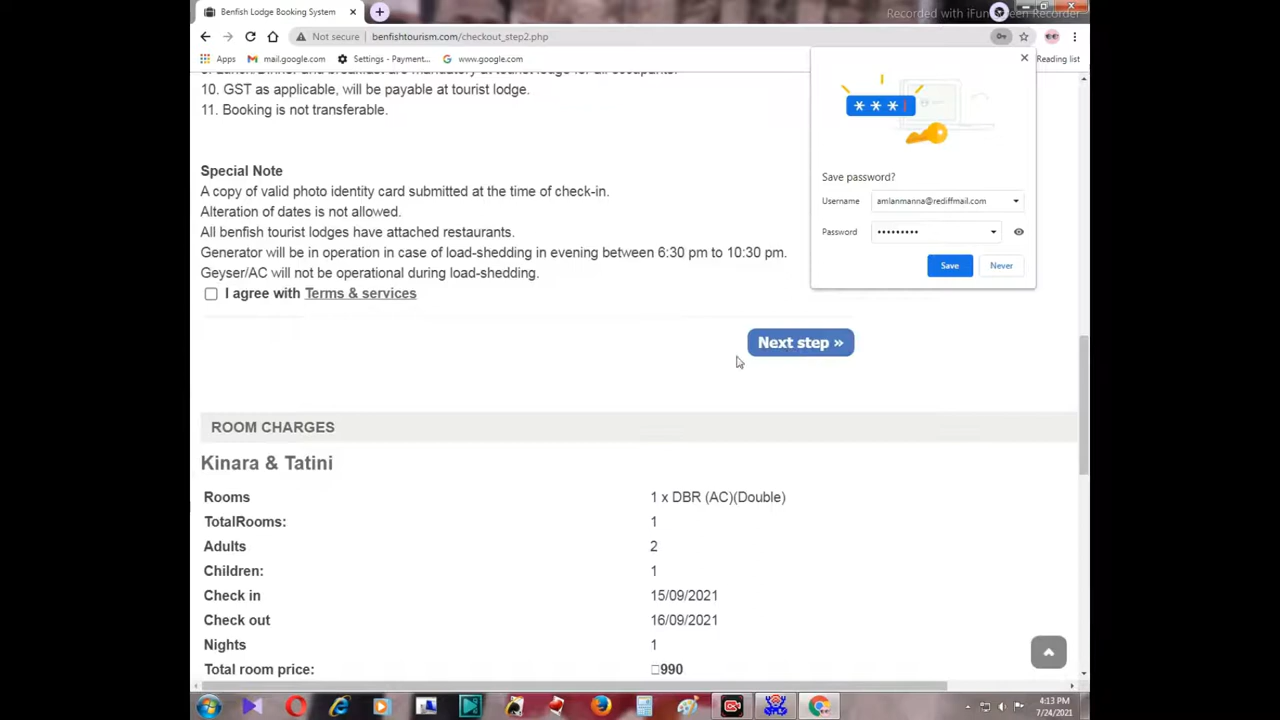 Benfish Lodge Booking System
Recorded with iFun Screen Recorder
Not secure
benfishtourism.com/checkout_step2.php
Apps
mail.google.com
Settings - Payment...
www.google.com
Reading list
10. GST as applicable, will be payable at tourist lodge.
11. Booking is not transferable.
Save password?
Special Note
A copy of valid photo identity card submitted at the time of check-in.
Username
amlanmanna@rediffmail.com
Alteration of dates is not allowed.
All benfish tourist lodges have attached restaurants.
Password
•••••••••
Generator will be in operation in case of load-shedding in evening between 6:30 pm to 10:30 pm.
Geyser/AC will not be operational during load-shedding.
Save
Never
I agree with Terms & services
Next step »
ROOM CHARGES
Kinara & Tatini
Rooms 1 x DBR (AC)(Double)
TotalRooms: 1
Adults 2
Children: 1
Check in 15/09/2021
Check out 16/09/2021
Nights 1
Total room price: □990
4:13 PM
7/24/2021